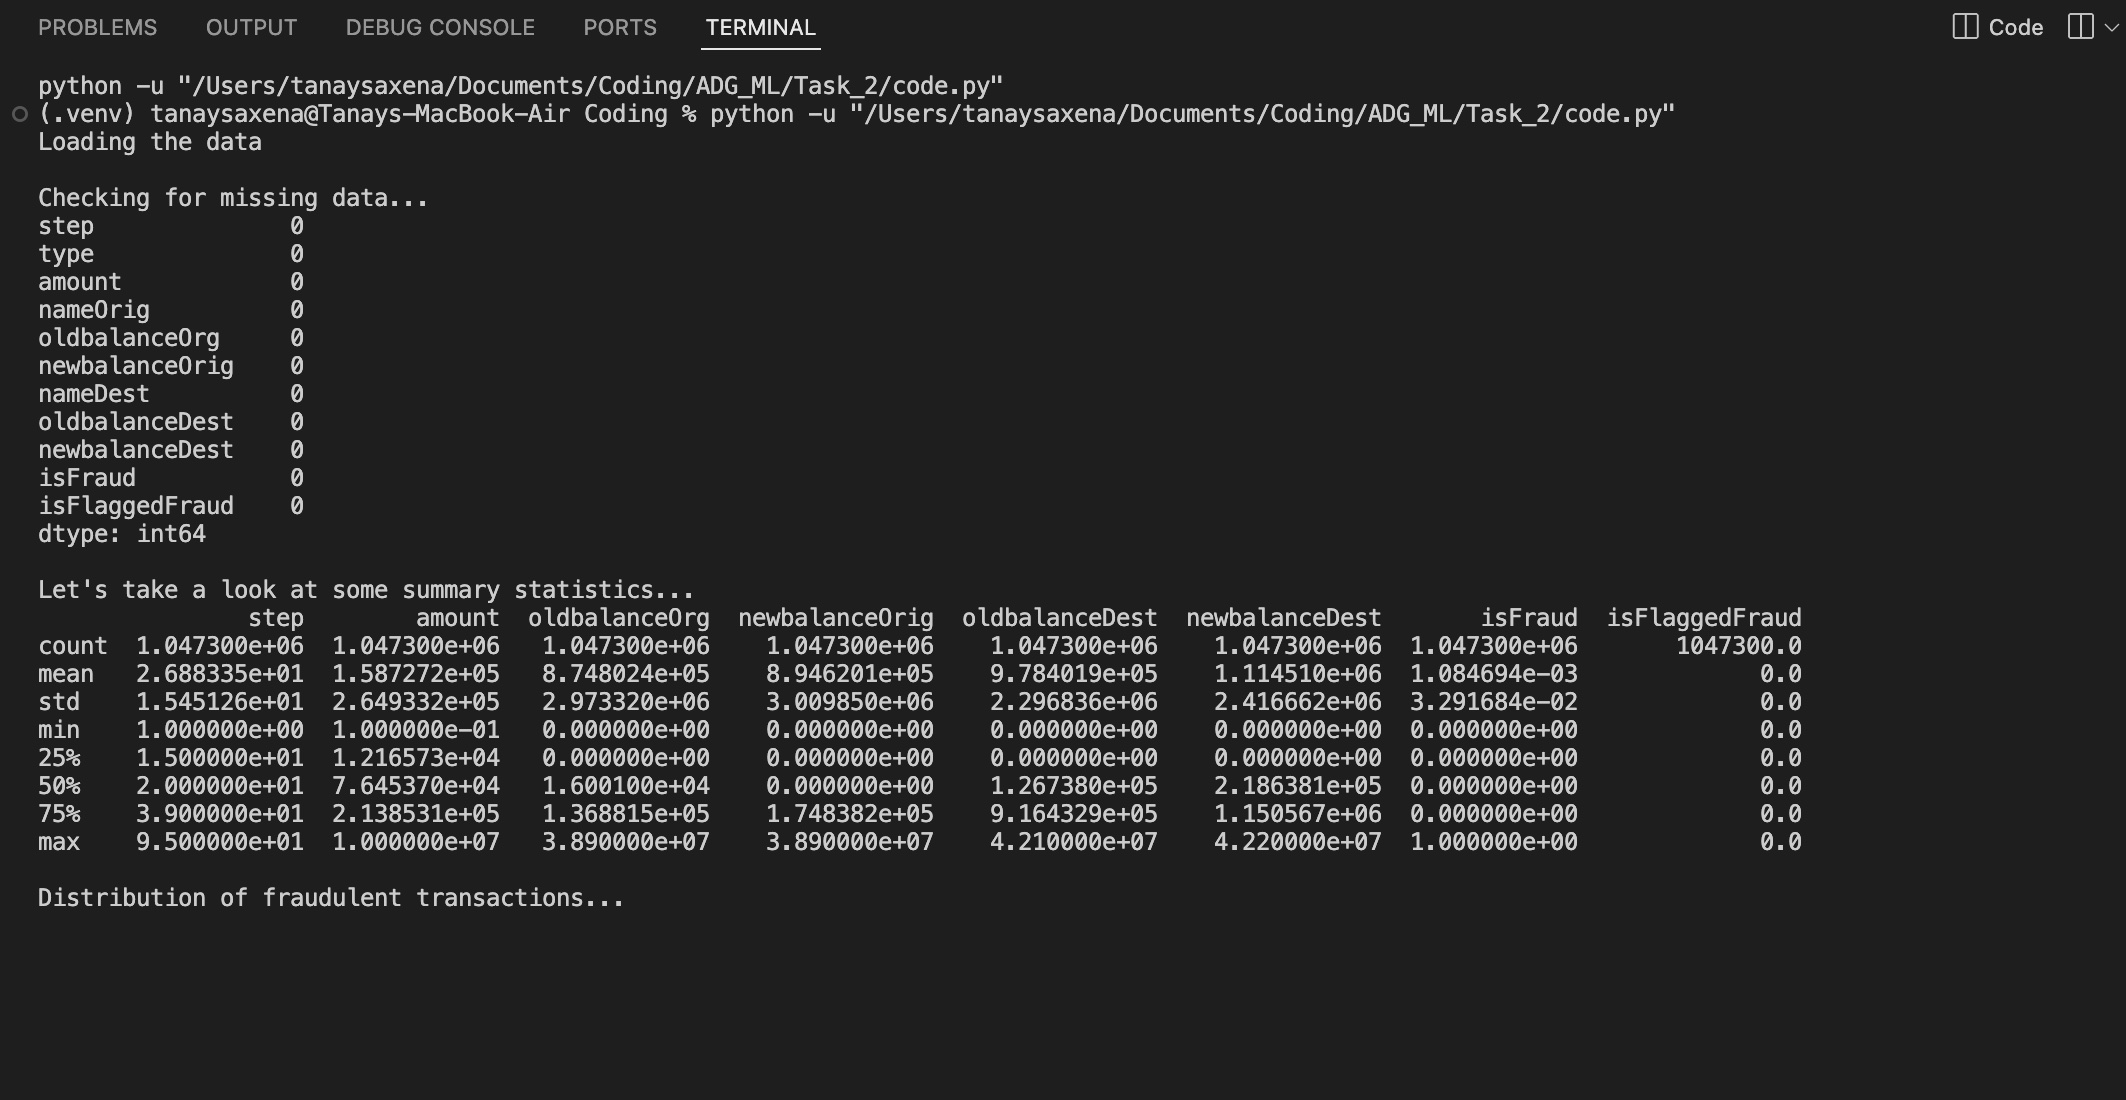 PROBLEMS OUTPUT DEBUG CONSOLE PORTS TERMINAL Code
python -u "/Users/tanaysaxena/Documents/Coding/ADG_ML/Task_2/code.py"
(.venv) tanaysaxena@Tanays-MacBook-Air Coding % python -u "/Users/tanaysaxena/Documents/Coding/ADG_ML/Task_2/code.py"
Loading the data
Checking for missing data...
step 0
type 0
amount 0
nameOrig 0
oldbalanceOrg 0
newbalanceOrig 0
nameDest 0
oldbalanceDest 0
newbalanceDest 0
isFraud 0
isFlaggedFraud 0
dtype: int64
Let's take a look at some summary statistics...
step amount oldbalanceOrg newbalanceOrig oldbalanceDest newbalanceDest isFraud isFlaggedFraud
count 1.047300e+06 1.047300e+06 1.047300e+06 1.047300e+06 1.047300e+06 1.047300e+06 1.047300e+06 1047300.0
mean 2.688335e+01 1.587272e+05 8.748024e+05 8.946201e+05 9.784019e+05 1.114510e+06 1.084694e-03 0.0
std 1.545126e+01 2.649332e+05 2.973320e+06 3.009850e+06 2.296836e+06 2.416662e+06 3.291684e-02 0.0
min 1.000000e+00 1.000000e-01 0.000000e+00 0.000000e+00 0.000000e+00 0.000000e+00 0.000000e+00 0.0
25% 1.500000e+01 1.216573e+04 0.000000e+00 0.000000e+00 0.000000e+00 0.000000e+00 0.000000e+00 0.0
50% 2.000000e+01 7.645370e+04 1.600100e+04 0.000000e+00 1.267380e+05 2.186381e+05 0.000000e+00 0.0
75% 3.900000e+01 2.138531e+05 1.368815e+05 1.748382e+05 9.164329e+05 1.150567e+06 0.000000e+00 0.0
max 9.500000e+01 1.000000e+07 3.890000e+07 3.890000e+07 4.210000e+07 4.220000e+07 1.000000e+00 0.0
Distribution of fraudulent transactions...